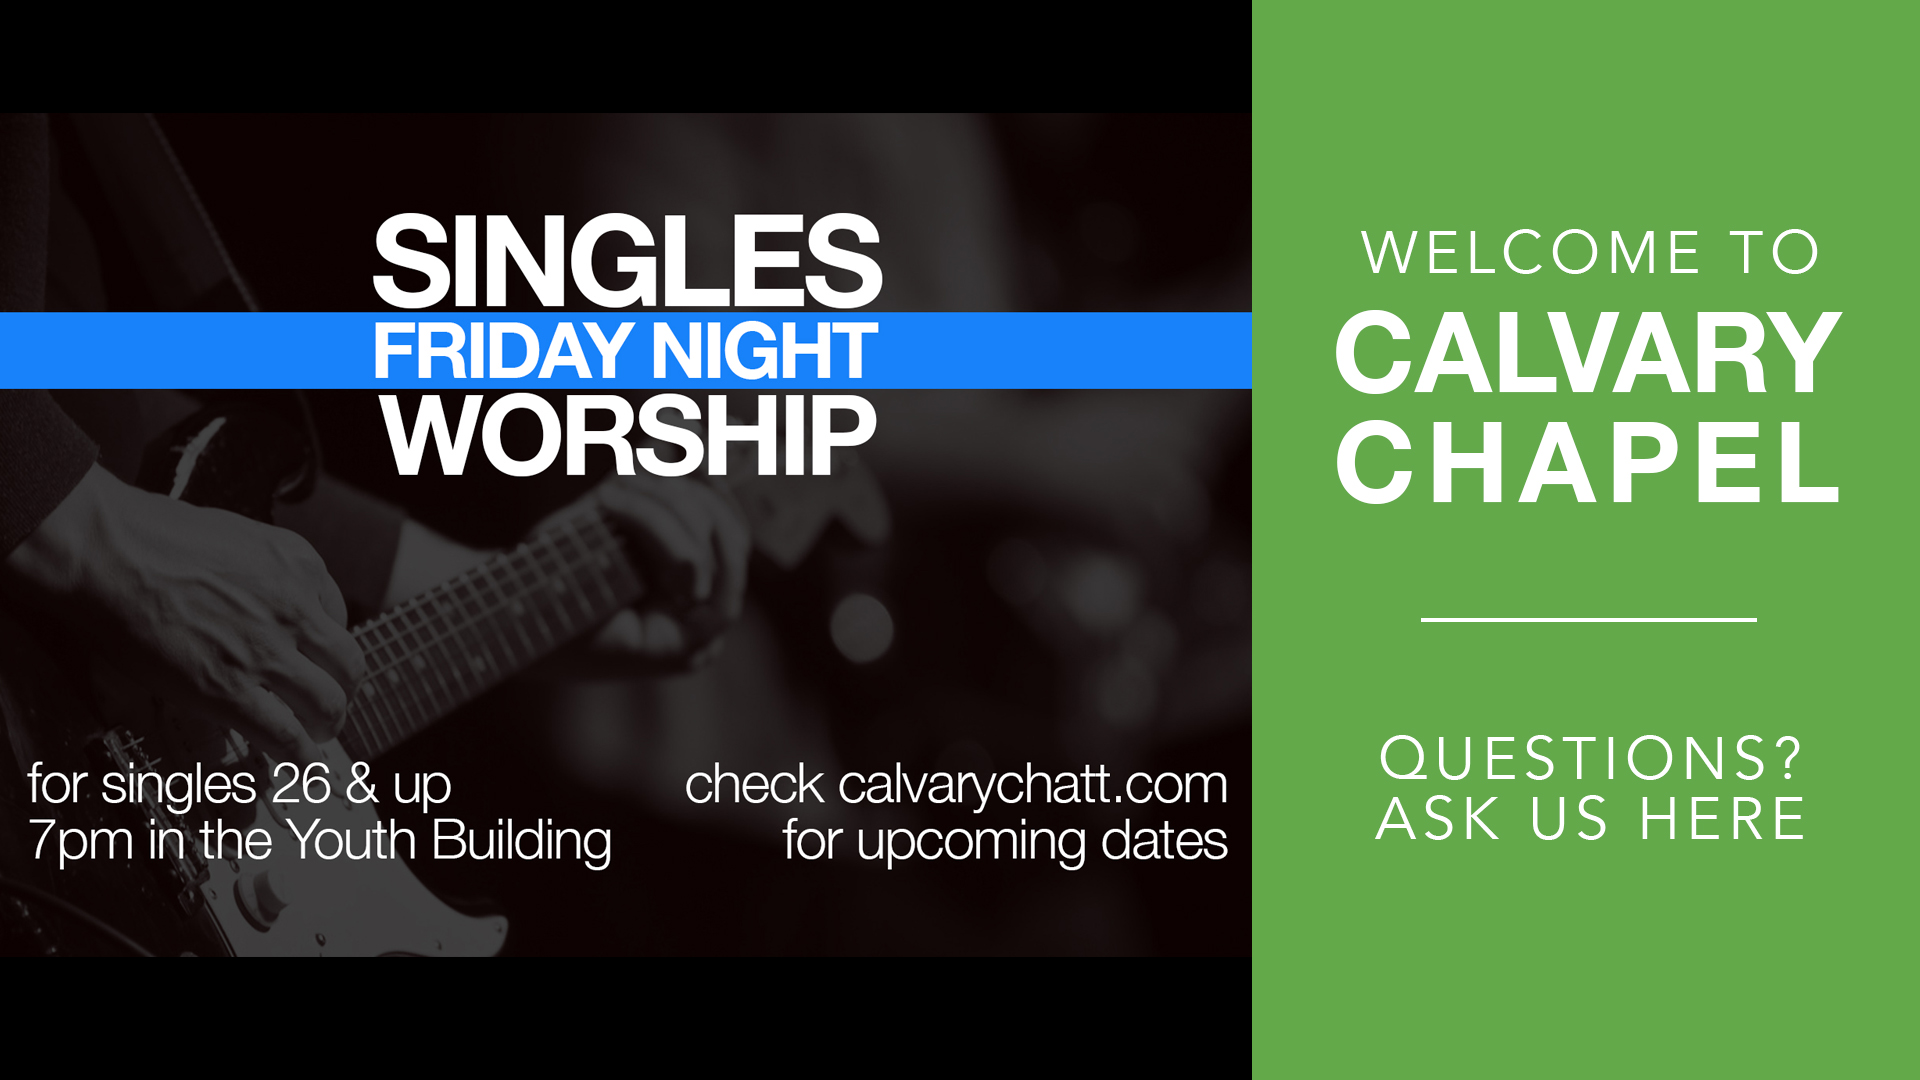 SINGLES
FRIDAY NIGHT
WORSHIP
for singles 26 & up
7pm in the Youth Building
check calvarychatt.com
for upcoming dates
WELCOME TO
CALVARY
CHAPEL
QUESTIONS?
ASK US HERE